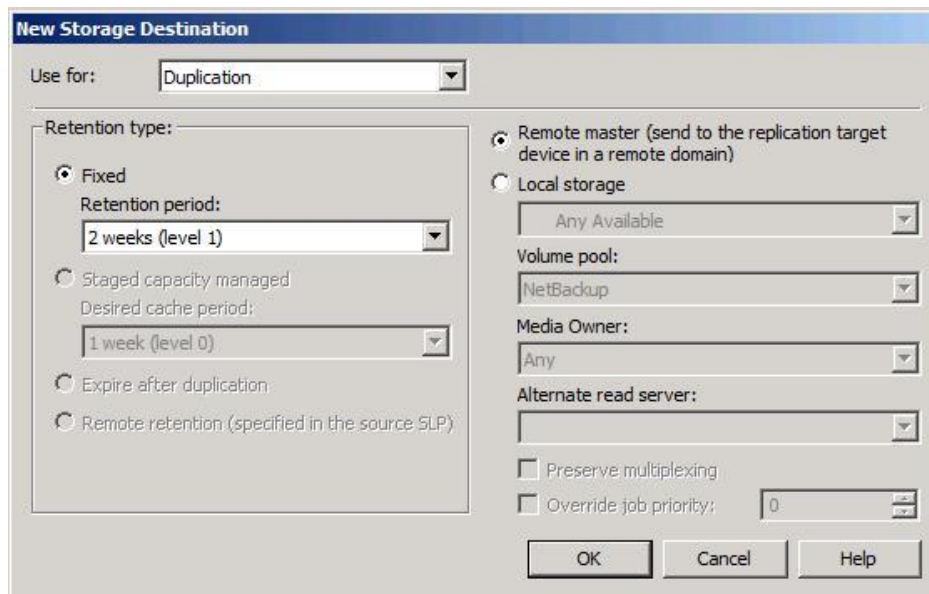 New Storage Destination
Use for:
Duplication
Retention type:
Fixed
Retention period:
2 weeks (level 1)
Staged capacity managed
Desired cache period:
1 week (level 0)
Expire after duplication
Remote retention (specified in the source SLP)
Remote master (send to the replication target
device in a remote domain)
Local storage
Any Available
Volume pool:
NetBackup
Media Owner:
Any
Alternate read server:
Preserve multiplexing
Override job priority:
0
OK
Cancel
Help